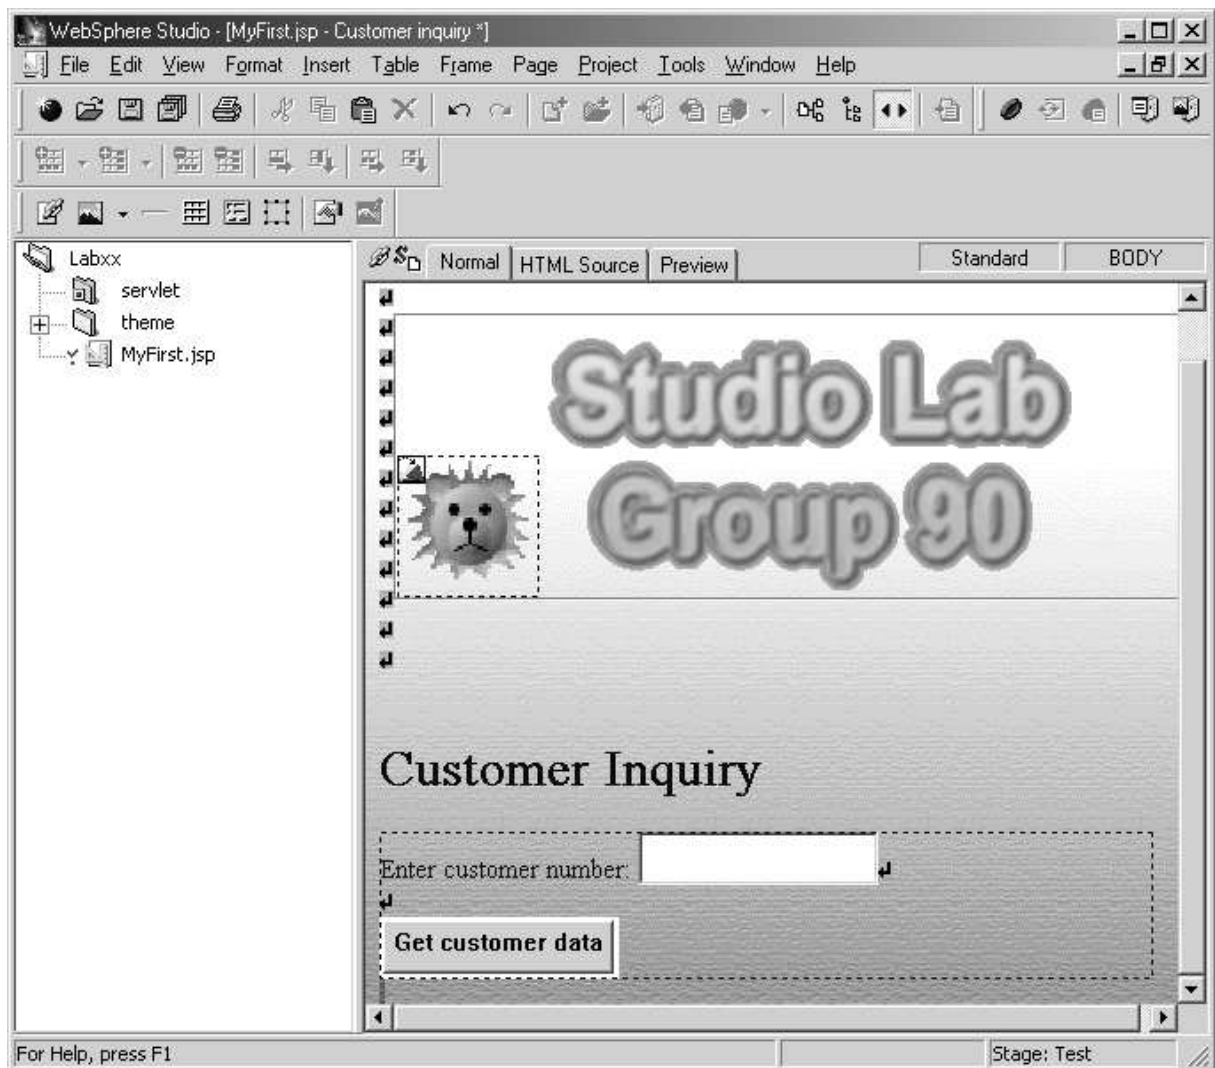 WebSphere Studio - [MyFirst.jsp - Customer inquiry *]
File Edit View Format Insert Table Frame Page Project Tools Window Help
Labxx
servlet
theme
MyFirst.jsp
Normal HTML Source Preview Standard BODY
Studio Lab
Group 90
Customer Inquiry
Enter customer number:
Get customer data
For Help, press F1 Stage: Test